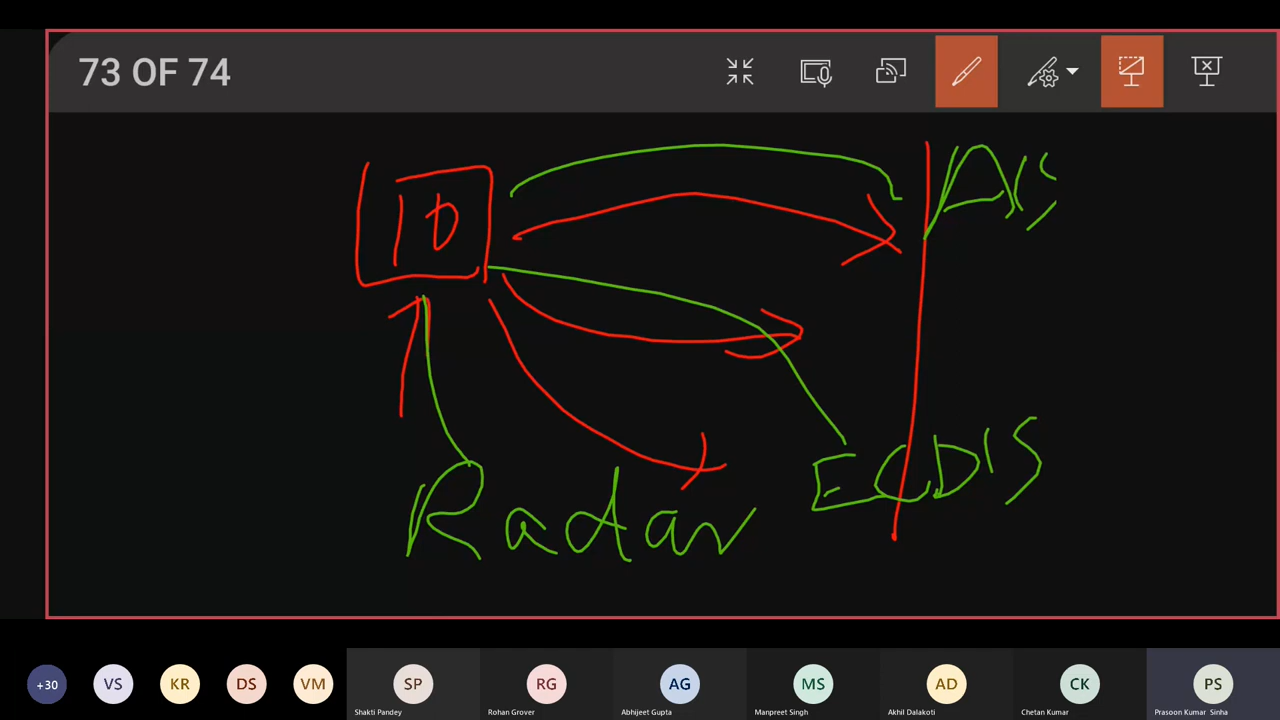 73 OF 74
AIS
ID
ECDIS
Radar
+30 VS KR DS VM SP RG AG MS AD CK PS
Shakti Pandey Rohan Grover Abhijeet Gupta Manpreet Singh Akhil Dalakoti Chetan Kumar Prasoon Kumar Sinha